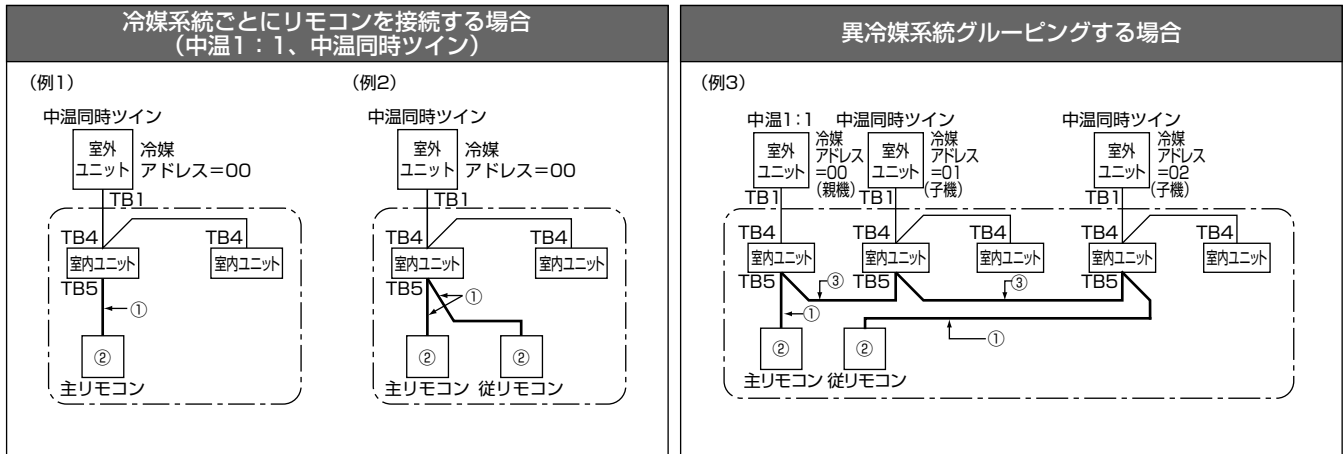 冷媒系統ごとにリモコンを接続する場合
(中温1：1、中温同時ツイン)
(例1)
中温同時ツイン
室外
ユニット
冷媒
アドレス=00
TB1
TB4
TB4
室内ユニット
室内ユニット
TB5
①
②
主リモコン
(例2)
中温同時ツイン
室外
ユニット
冷媒
アドレス=00
TB1
TB4
TB4
室内ユニット
室内ユニット
TB5
①
②
②
主リモコン
従リモコン
異冷媒系統グルーピングする場合
(例3)
中温1:1
中温同時ツイン
中温同時ツイン
室外
ユニット
冷媒
アドレス
=00
(親機)
室外
ユニット
冷媒
アドレス
=01
(子機)
室外
ユニット
冷媒
アドレス
=02
(子機)
TB1
TB1
TB1
TB4
TB4
TB4
TB4
TB4
室内ユニット
室内ユニット
室内ユニット
室内ユニット
室内ユニット
TB5
TB5
TB5
③
③
①
①
②
②
主リモコン
従リモコン